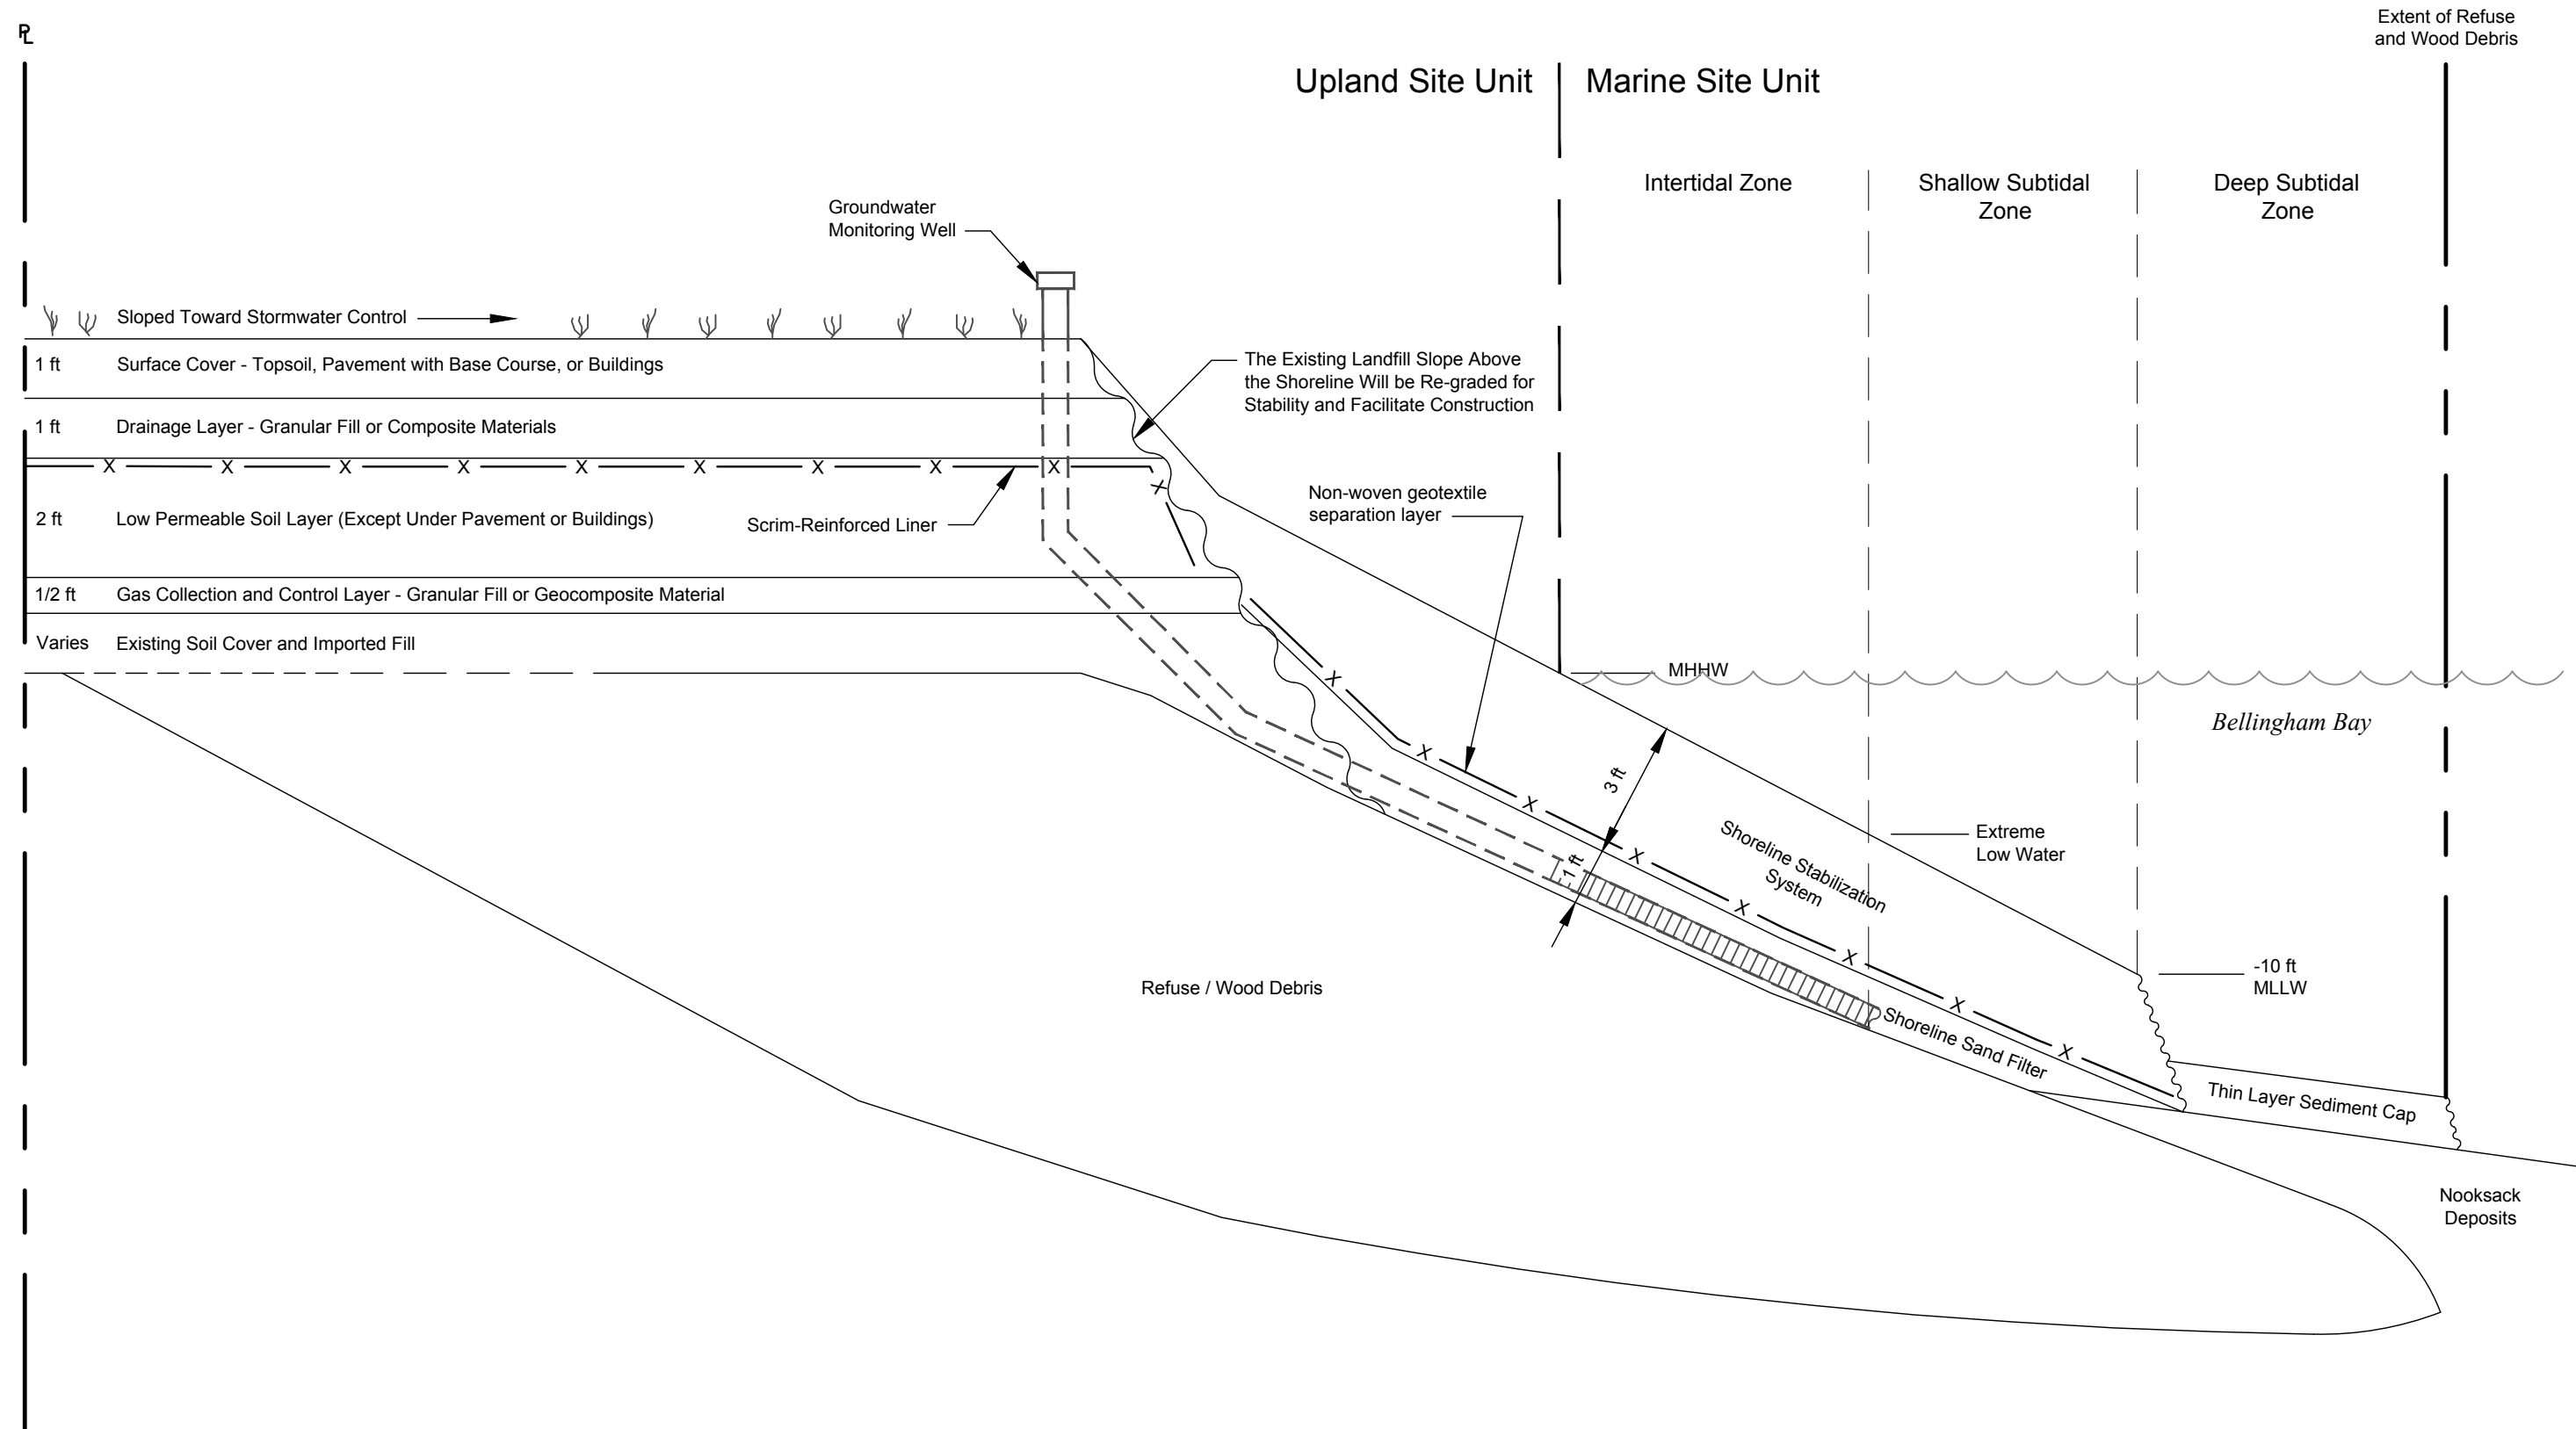 PL
Extent of Refuse
and Wood Debris
Upland Site Unit
Marine Site Unit
Intertidal Zone
Shallow Subtidal
Zone
Deep Subtidal
Zone
Groundwater
Monitoring Well
Sloped Toward Stormwater Control
1 ft Surface Cover - Topsoil, Pavement with Base Course, or Buildings
The Existing Landfill Slope Above
the Shoreline Will be Re-graded for
Stability and Facilitate Construction
1 ft Drainage Layer - Granular Fill or Composite Materials
X X X X X X X X X X
2 ft Low Permeable Soil Layer (Except Under Pavement or Buildings)
Scrim-Reinforced Liner
Non-woven geotextile
separation layer
1/2 ft Gas Collection and Control Layer - Granular Fill or Geocomposite Material
Varies Existing Soil Cover and Imported Fill
MHHW
Bellingham Bay
X X X X X X X X X
3 ft
1 ft
Shoreline Stabilization
System
Extreme
Low Water
-10 ft
MLLW
Refuse / Wood Debris
Shoreline Sand Filter
Thin Layer Sediment Cap
Nooksack
Deposits